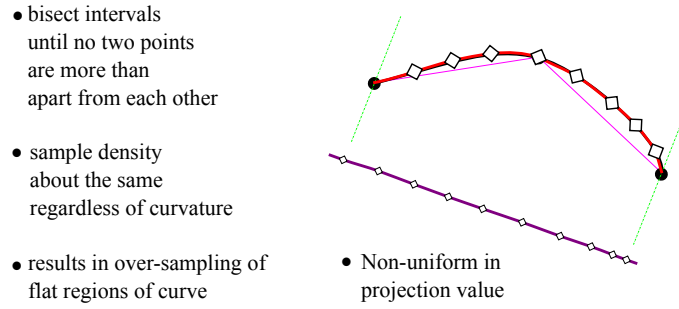 • bisect intervals
until no two points
are more than
apart from each other
• sample density
about the same
regardless of curvature
• results in over-sampling of
flat regions of curve
• Non-uniform in
projection value